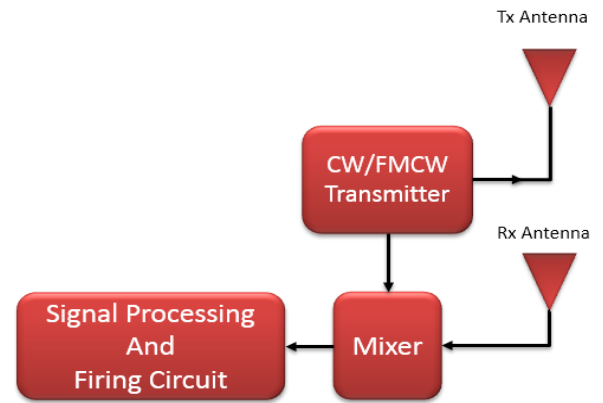 Tx Antenna
CW/FMCW
Transmitter
Rx Antenna
Signal Processing
And
Firing Circuit
Mixer